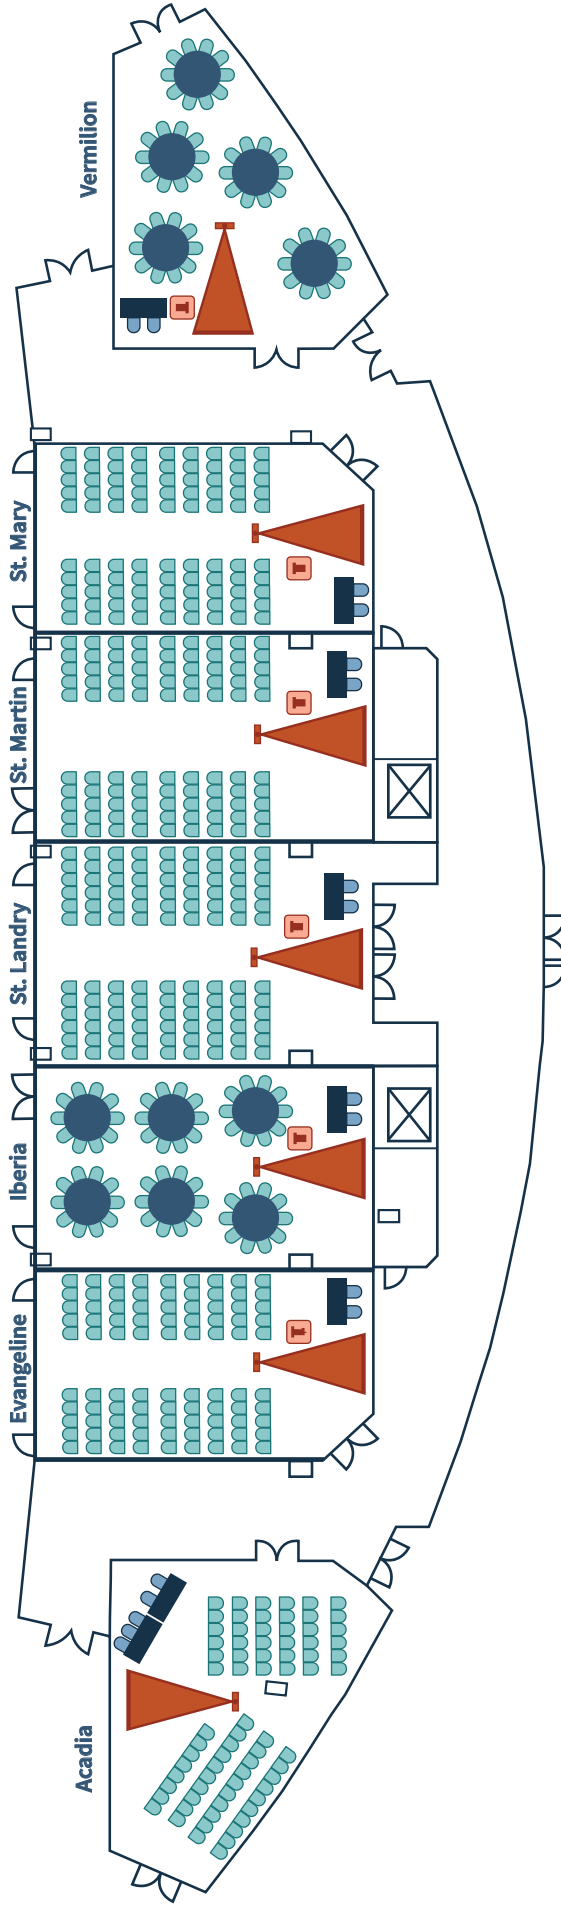 Vermilion
St. Mary
St. Martin
St. Landry
Iberia
Evangeline
Acadia